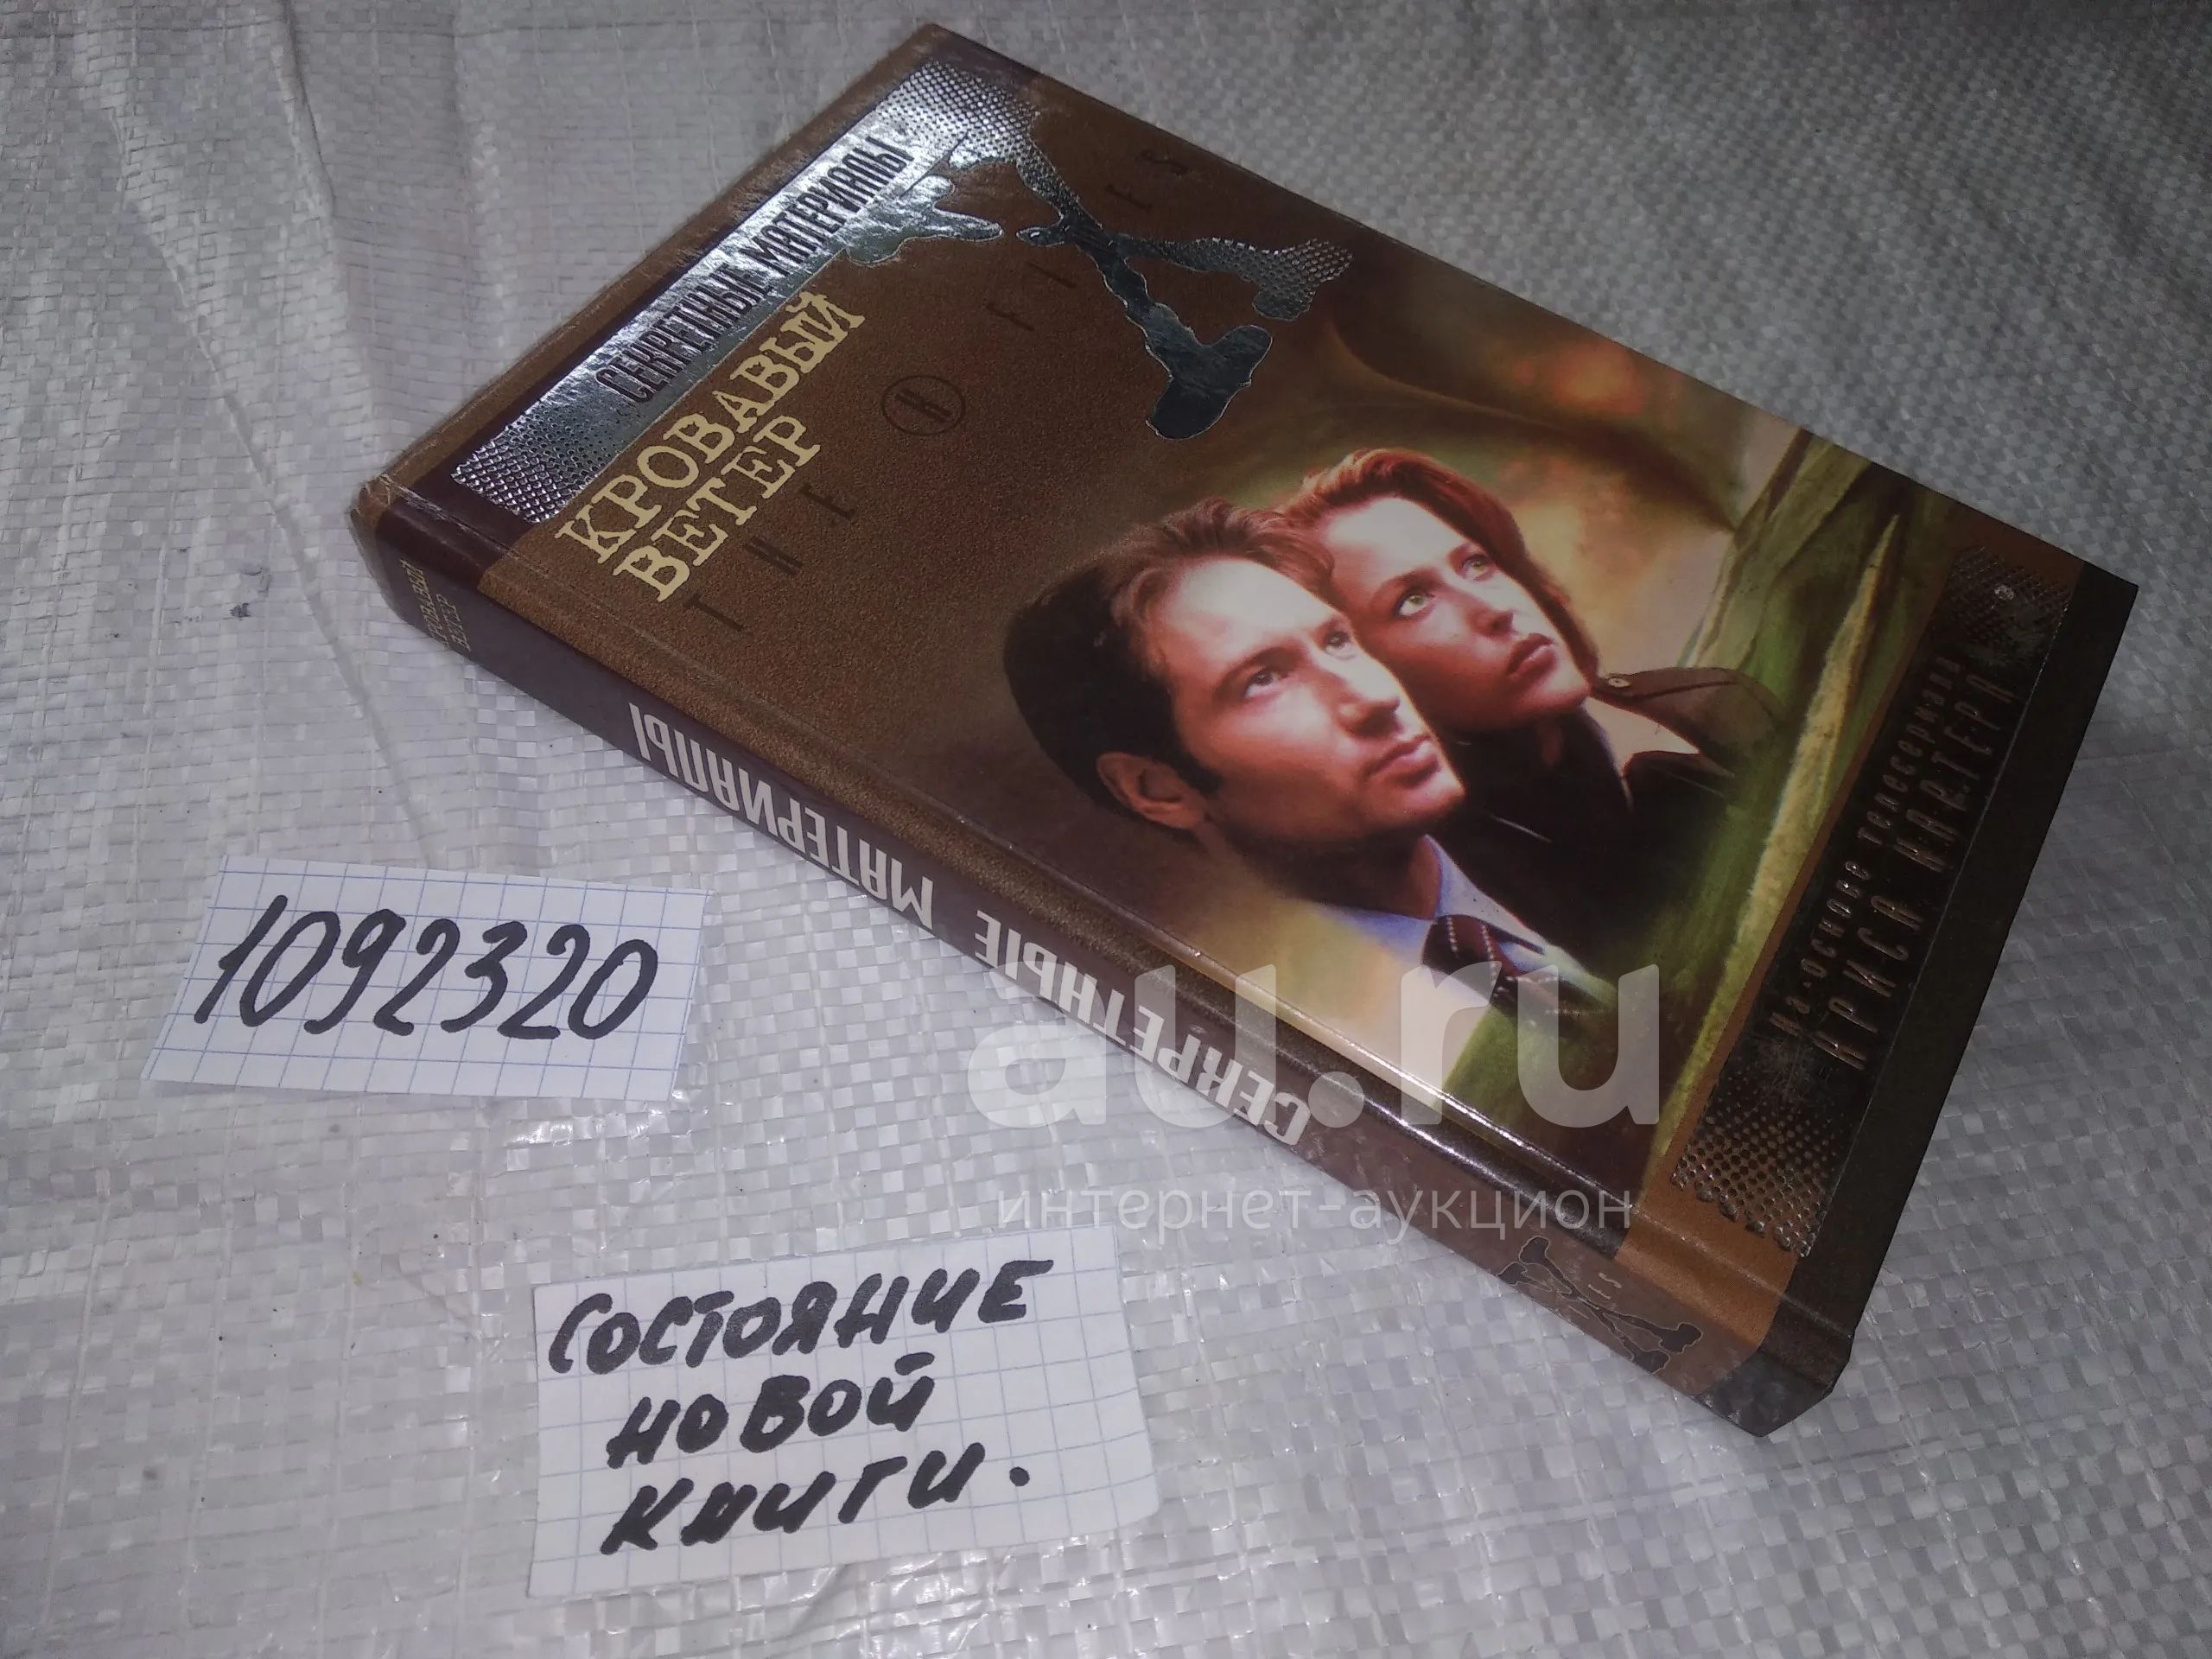 СЕКРЕТНЫЕ МАТЕРИАЛЫ
КРОВАВЫЙ
ВЕТЕР
THE X FILES
На основе телесериала
КРИСА КАРТЕРА
КРОВАВЫЙ
ВЕТЕР
СЕКРЕТНЫЕ МАТЕРИАЛЫ
1092320
СОСТОЯНИЕ
НОВОЙ
КНИГИ.
au.ru
интернет-аукцион